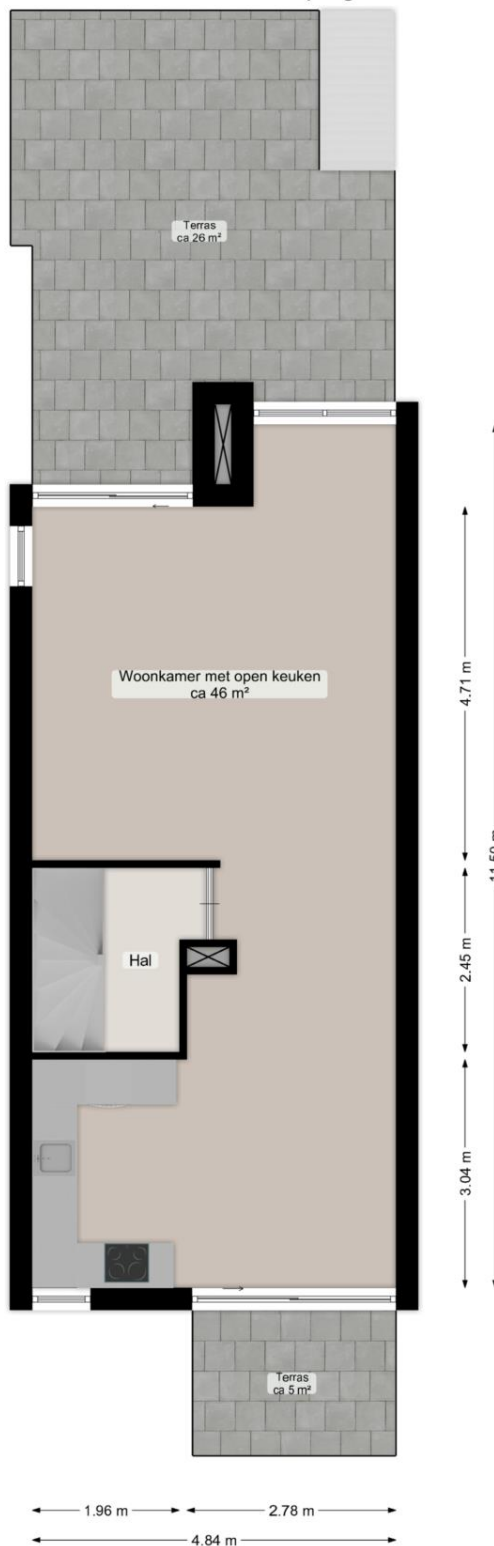 Terras
ca 26 m²
Woonkamer met open keuken
ca 46 m²
4.71 m
Hal
2.45 m
3.04 m
Terras
ca 5 m²
1.96 m
2.78 m
4.84 m